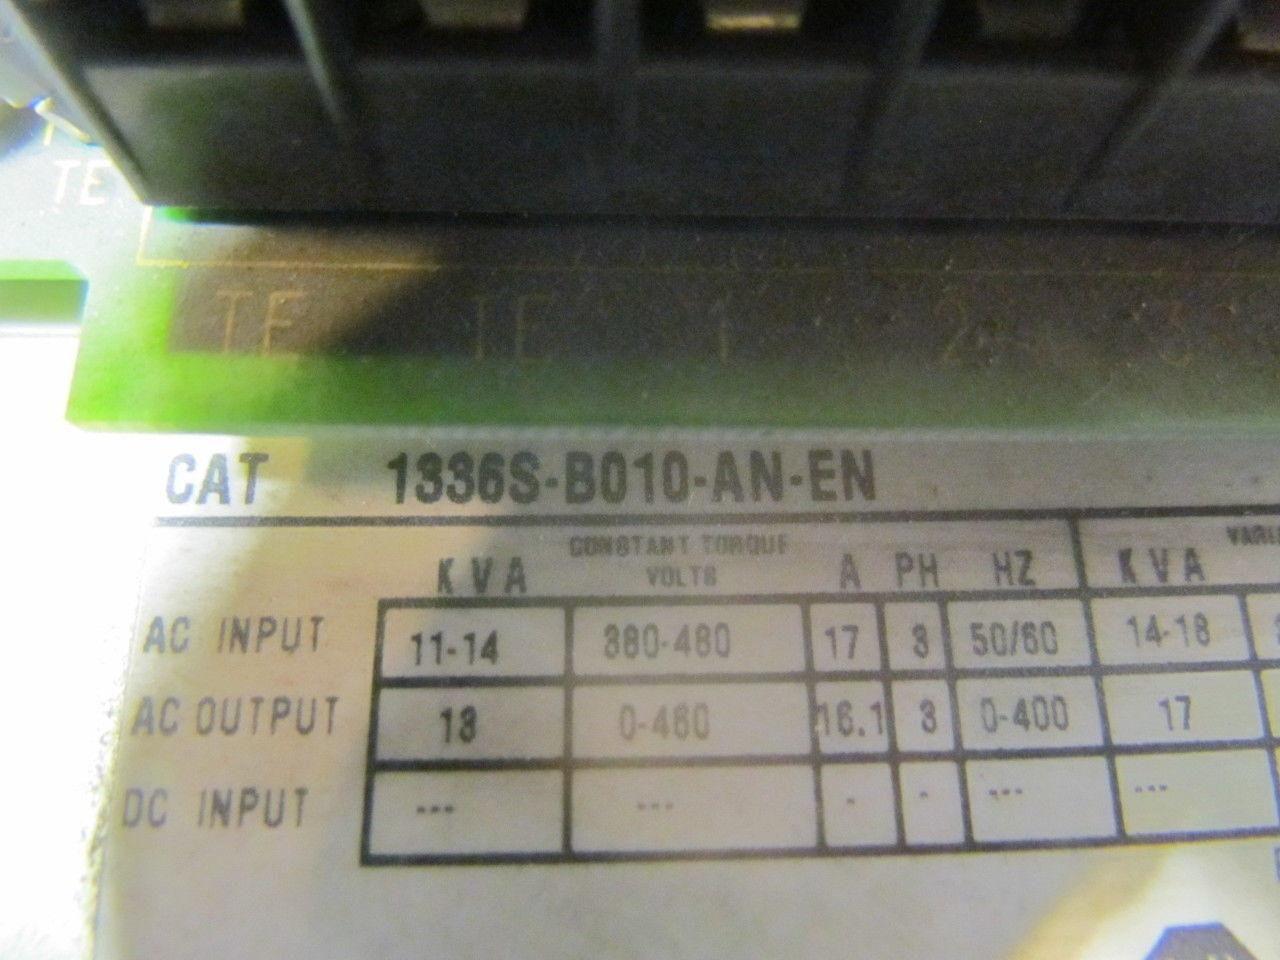 TE
TE TE 1 2 3
CAT 1336S-B010-AN-EN
CONSTANT TORQUE
KVA VOLTS A PH HZ KVA
AC INPUT 11-14 380-480 17 3 50/60 14-18
AC OUTPUT 13 0-460 16.1 3 0-400 17
DC INPUT --- --- - - --- ---